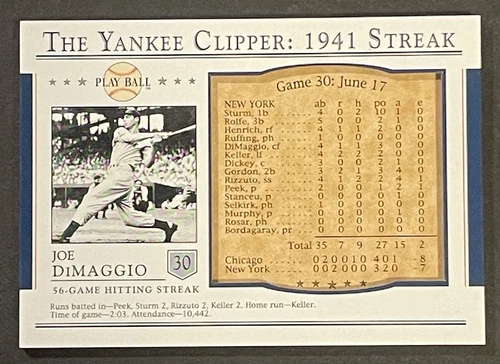 THE YANKEE CLIPPER: 1941 STREAK
PLAY BALL
Game 30: June 17
NEW YORK ab r h po a e
Sturm, 1b 4 0 2 10 1 0
Rolfe, 3b 5 0 0 2 1 0
Henrich, rf 4 1 1 2 0 0
Ruffing, ph 1 0 0 0 0 0
DiMaggio, cf 4 1 1 3 0 0
Keller, lf 4 2 2 2 0 0
Dickey, c 3 0 0 2 1 0
Gordon, 2b 3 2 1 3 4 0
Rizzuto, ss 4 1 2 2 4 1
Peek, p 2 0 0 1 2 1
Stanceu, p 0 0 0 0 1 0
Selkirk, ph 1 0 0 0 0 0
Murphy, p 0 0 0 0 1 0
Rosar, ph 0 0 0 0 0 0
Bordagaray, pr 0 0 0 0 0 0
Total 35 7 9 27 15 2
Chicago 020 010 401 -8
New York 002 000 320 7
JOE
DIMAGGIO
30
56-GAME HITTING STREAK
Runs batted in—Peek, Sturm 2, Rizzuto 2, Keller 2. Home run—Keller.
Time of game—2:03. Attendance—10,442.